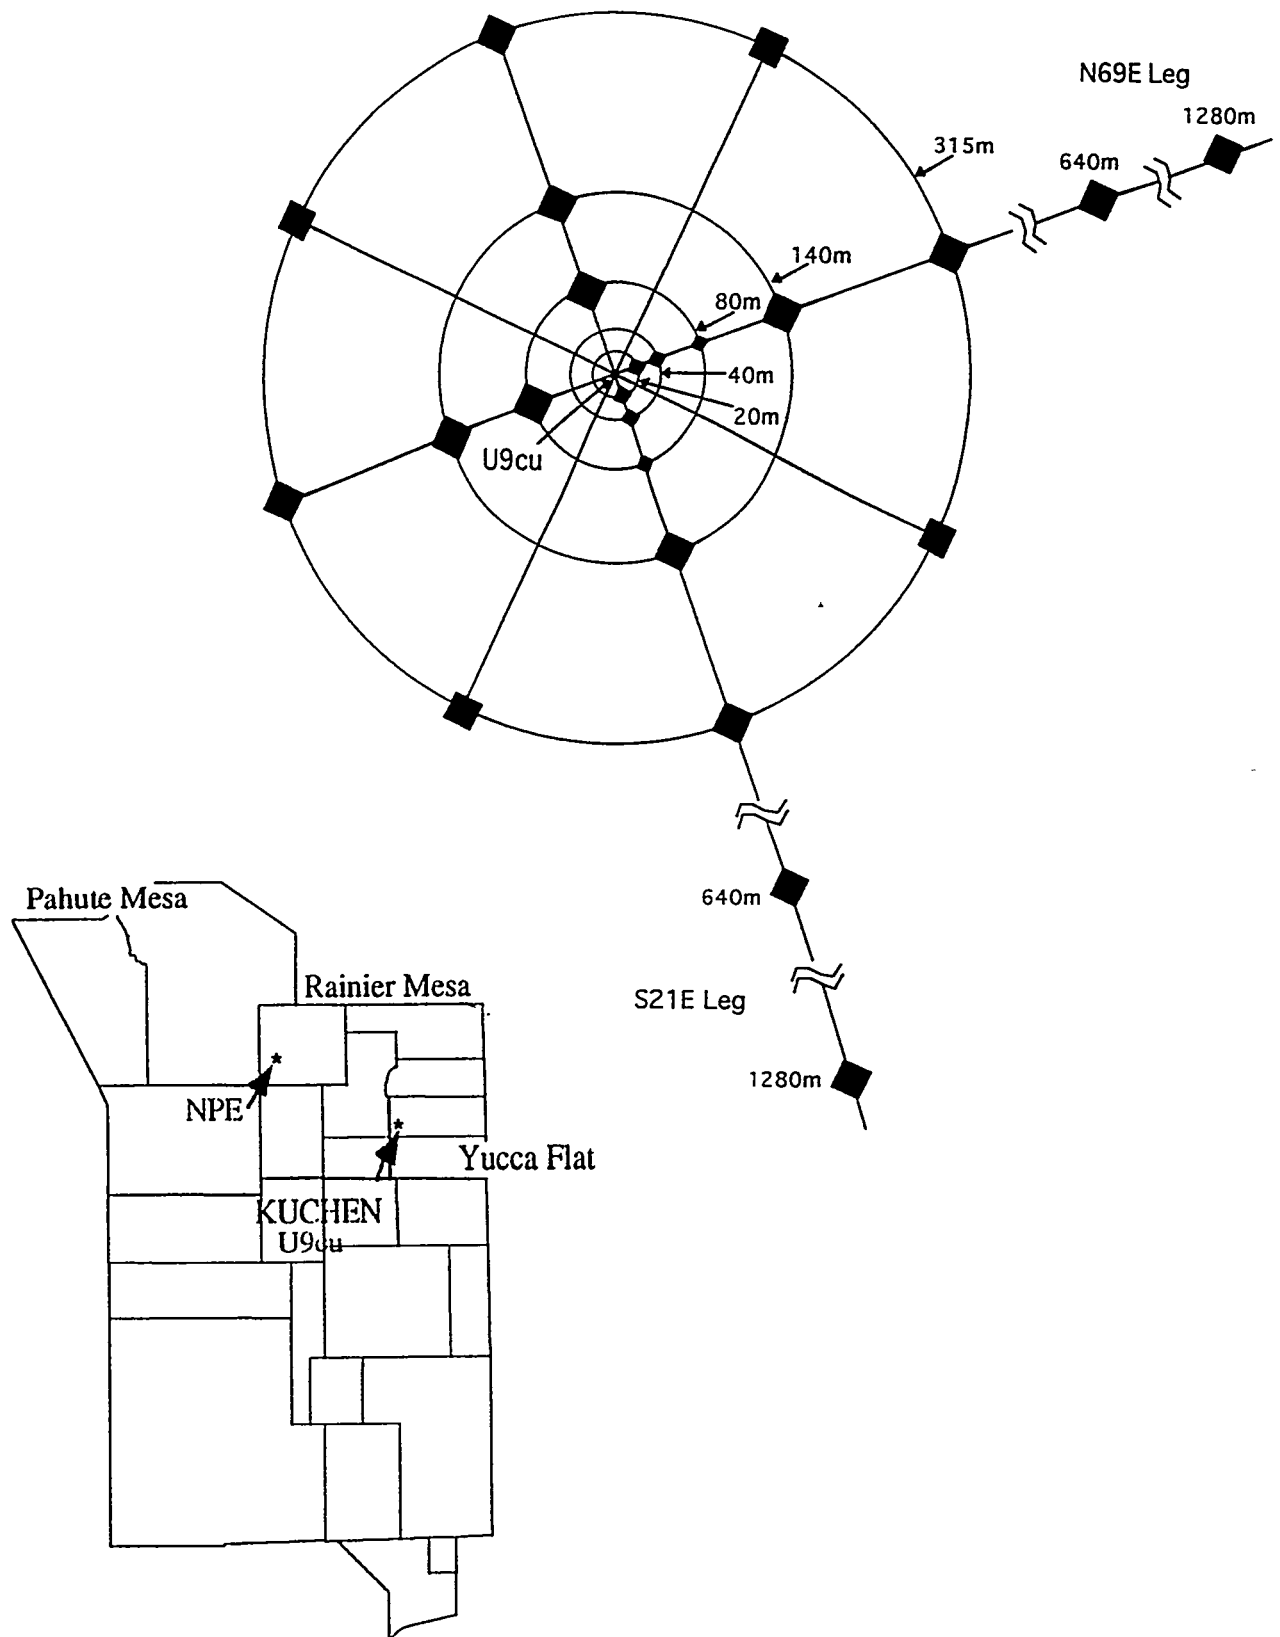 N69E Leg
1280m
315m
640m
140m
80m
40m
20m
U9cu
640m
Pahute Mesa
Rainier Mesa
S21E Leg
1280m
NPE
Yucca Flat
KUCHEN
U9cu